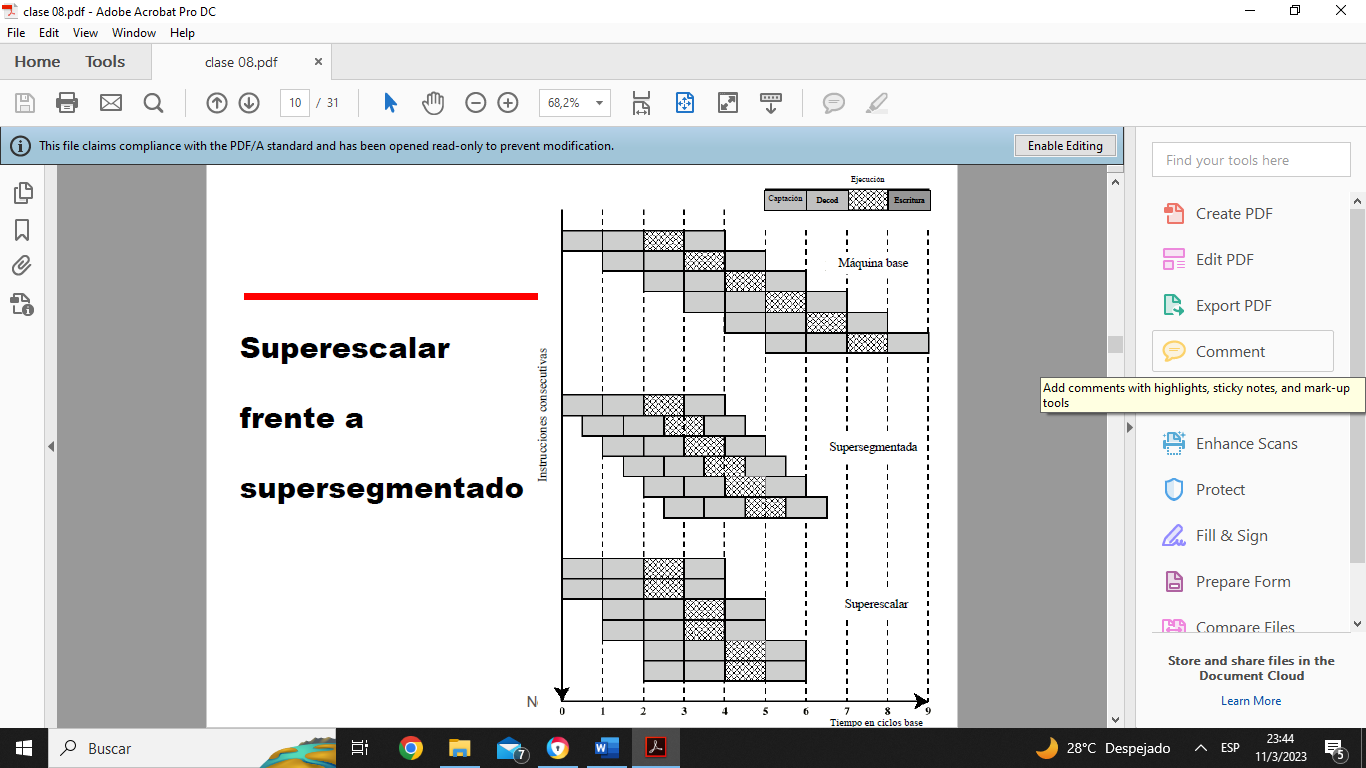 clase 08.pdf - Adobe Acrobat Pro DC
File Edit View Window Help
Home Tools clase 08.pdf ×
10 / 31 68,2%
This file claims compliance with the PDF/A standard and has been opened read-only to prevent modification. Enable Editing
Find your tools here
Create PDF
Edit PDF
Export PDF
Comment
Add comments with highlights, sticky notes, and mark-up
tools
Enhance Scans
Protect
Fill & Sign
Prepare Form
Compare Files
Store and share files in the
Document Cloud
Learn More
Superescalar
frente a
supersegmentado
Ejecución
Captación Decod Escritura
Máquina base
Instrucciones consecutivas
Supersegmentada
Superescalar
N
0 1 2 3 4 5 6 7 8 9
Tiempo en ciclos base
Buscar
7
28°C Despejado
ESP
23:44
11/3/2023
5